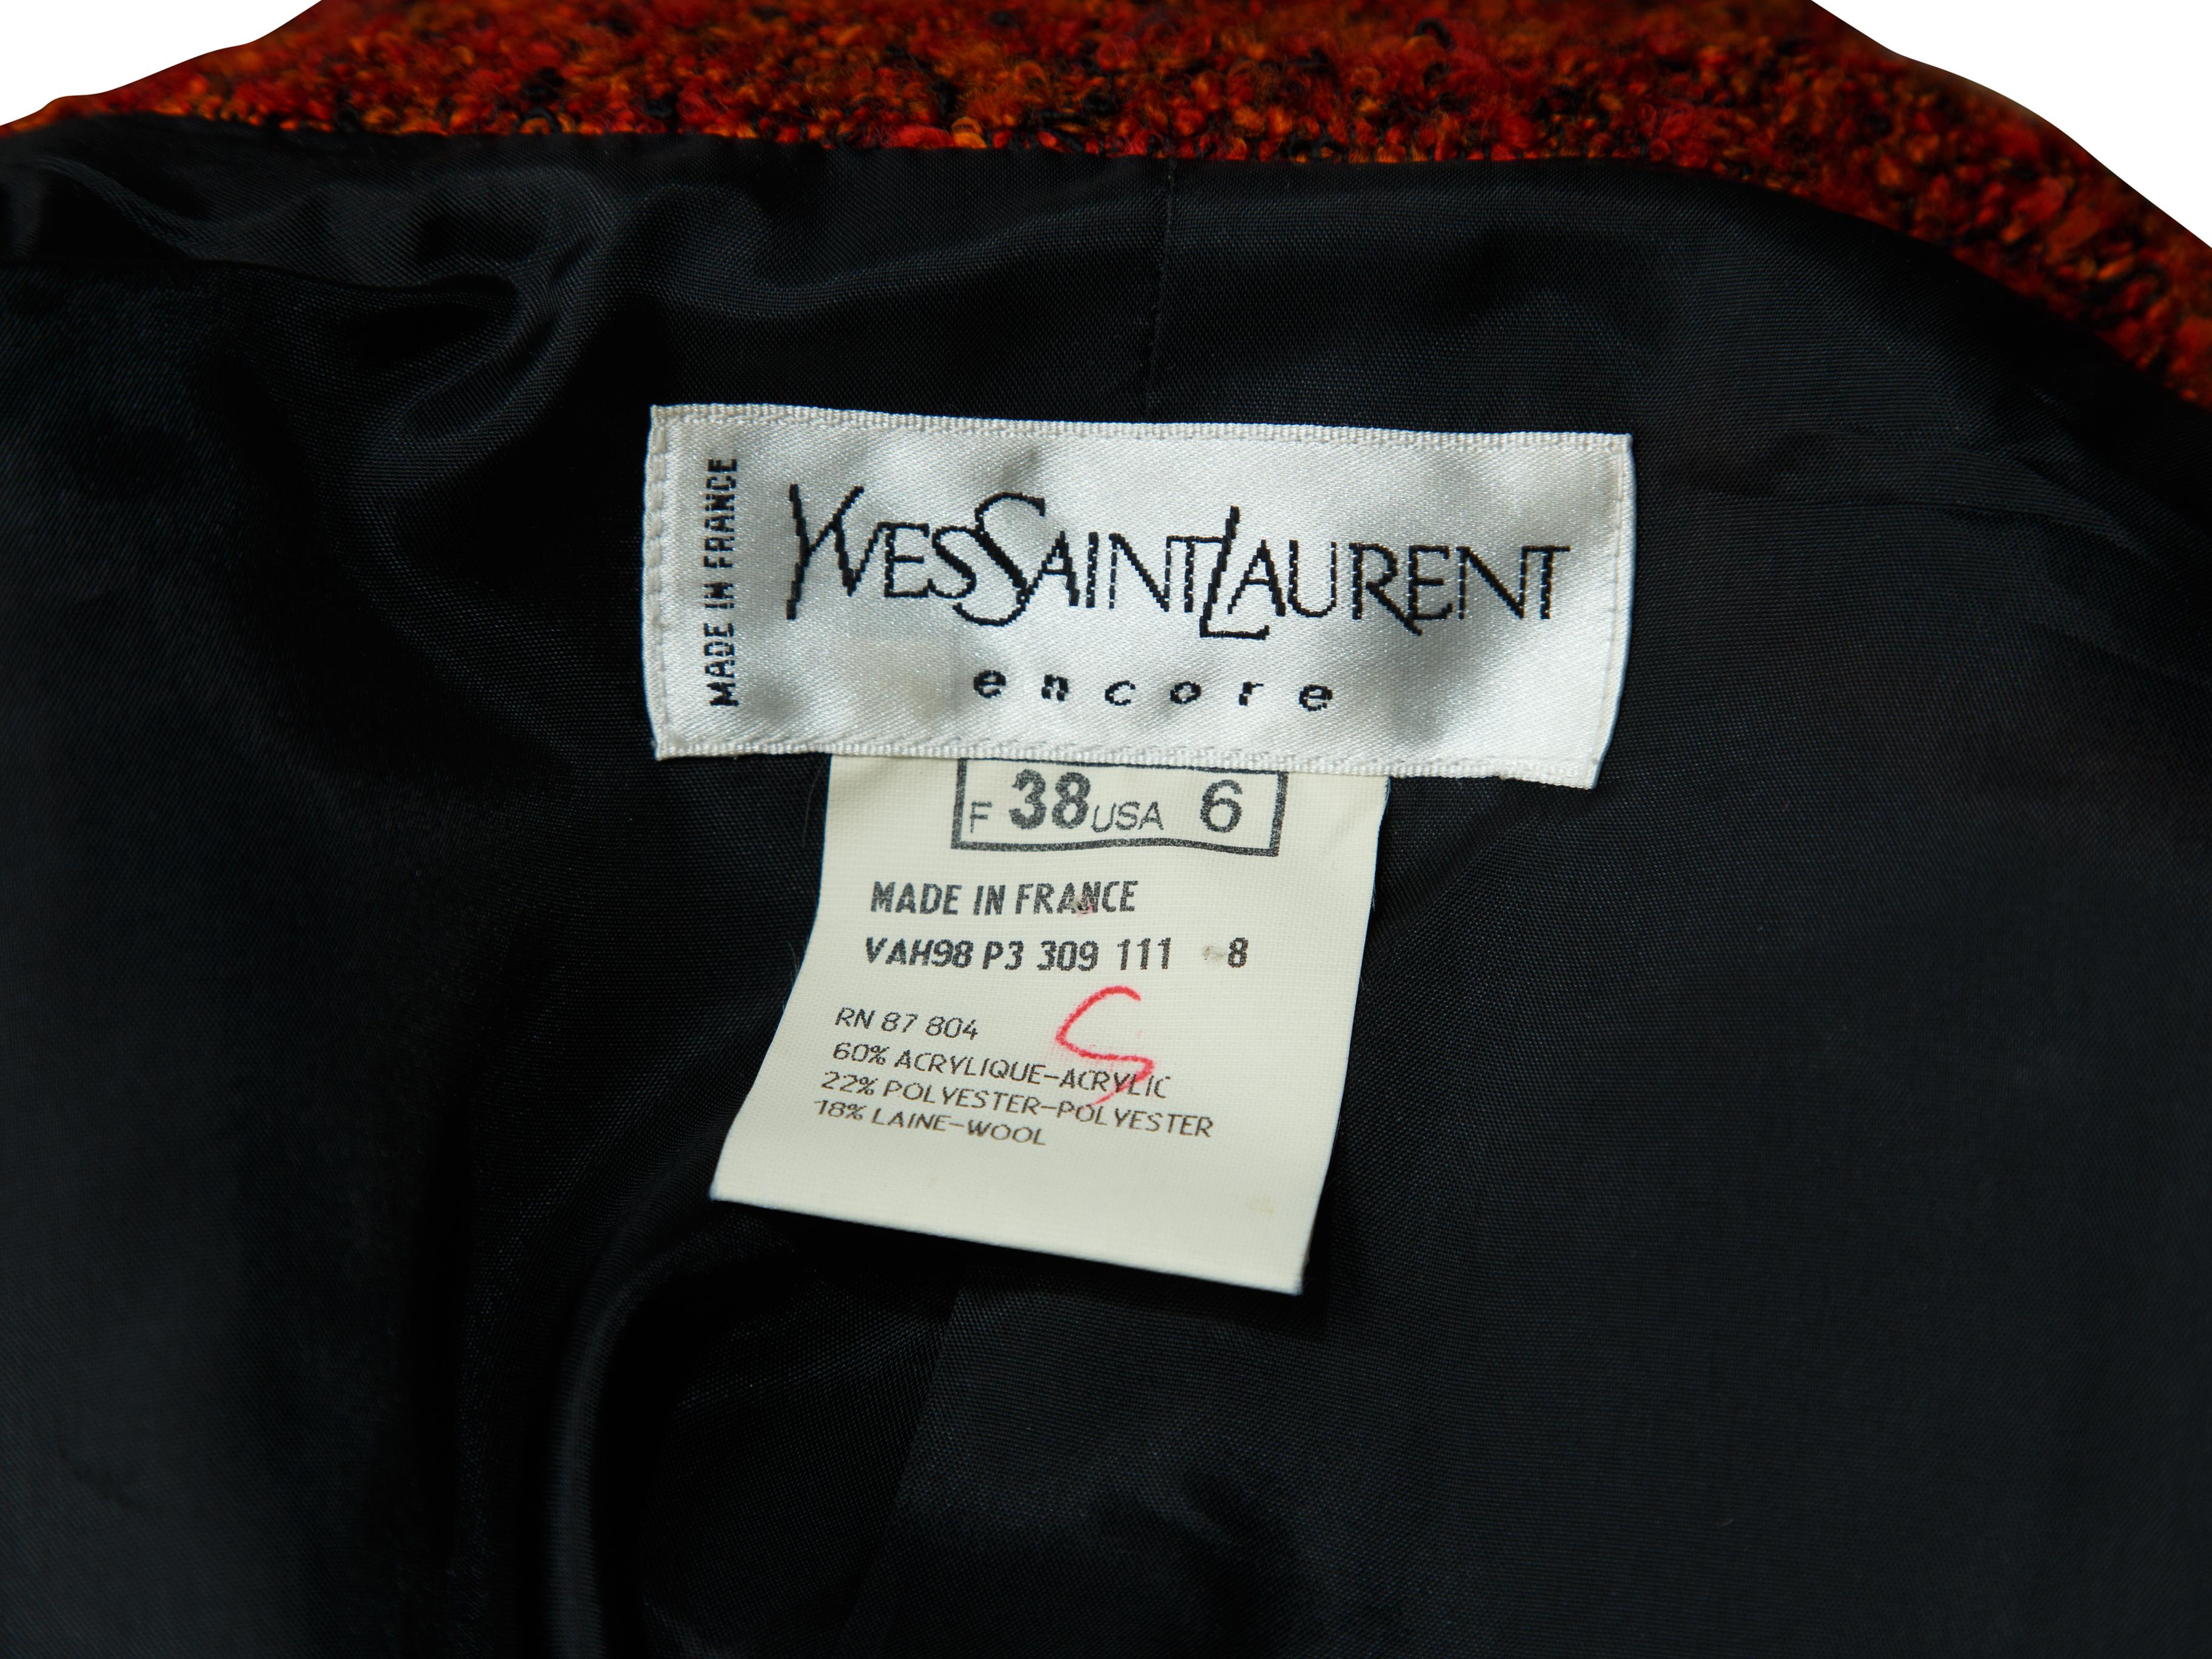 MADE IN FRANCE
YVESSAINTLAURENT
encore
F 38 USA 6
MADE IN FRANCE
VAH98 P3 309 111 8
RN 87 804
60% ACRYLIQUE-ACRYLIC
22% POLYESTER-POLYESTER
18% LAINE-WOOL
S